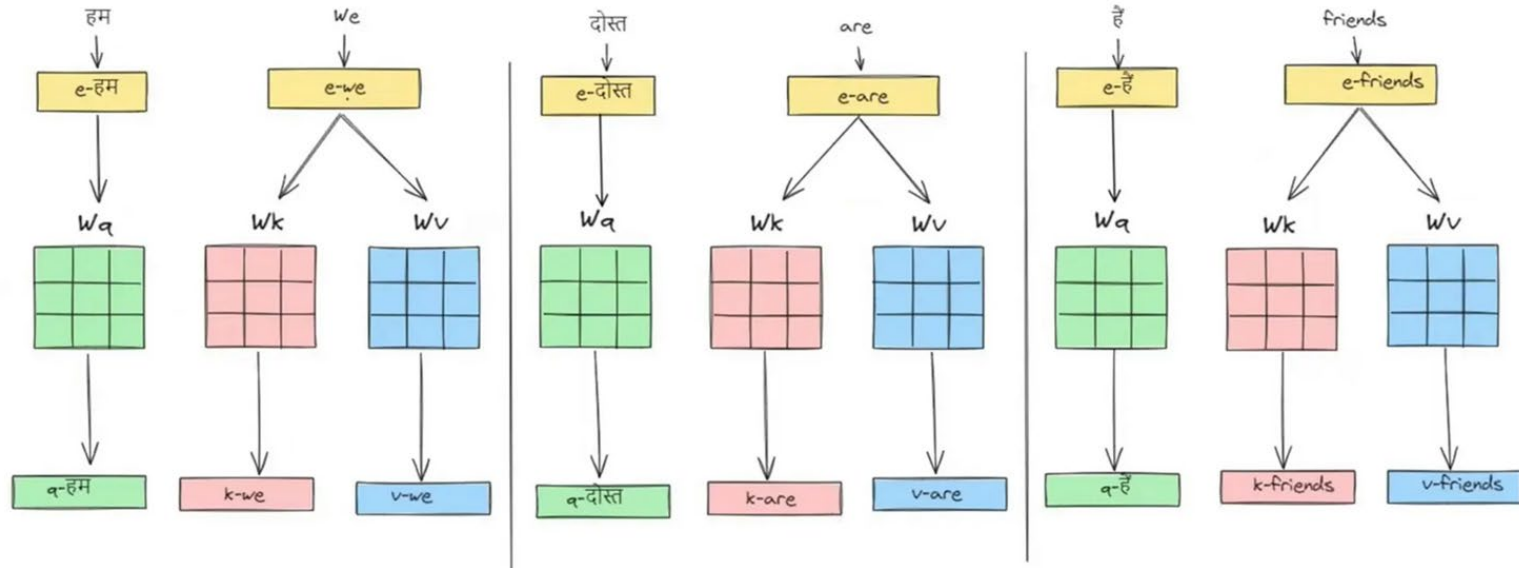 हम
we
e-हम
e-we
Wq
Wk
Wv
q-हम
k-we
v-we
दोस्त
are
e-दोस्त
e-are
Wq
Wk
Wv
q-दोस्त
k-are
v-are
हैं
friends
e-हैं
e-friends
Wq
Wk
Wv
q-हैं
k-friends
v-friends